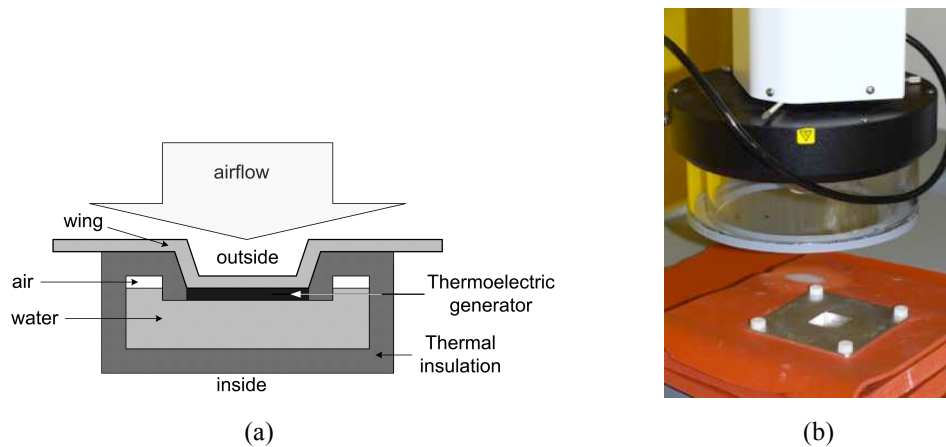 airflow
wing
outside
air
Thermoelectric
generator
water
Thermal
insulation
inside
(a)
(b)